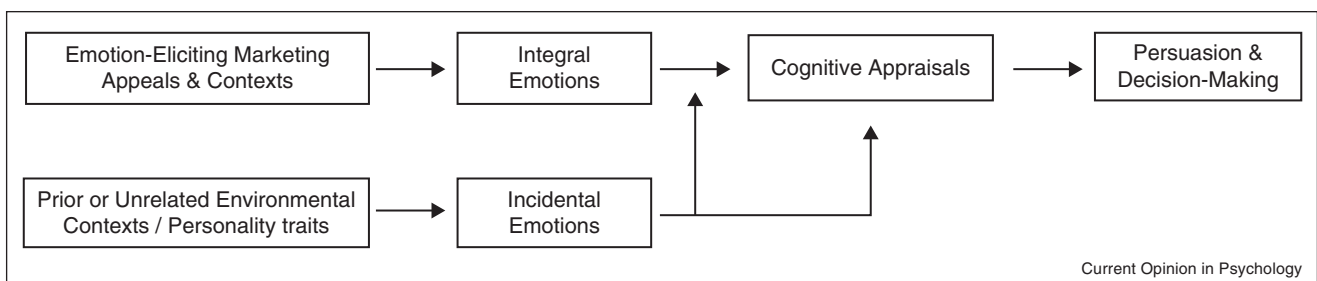 Emotion-Eliciting Marketing
Appeals & Contexts
Integral
Emotions
Cognitive Appraisals
Persuasion &
Decision-Making
Prior or Unrelated Environmental
Contexts / Personality traits
Incidental
Emotions
Current Opinion in Psychology